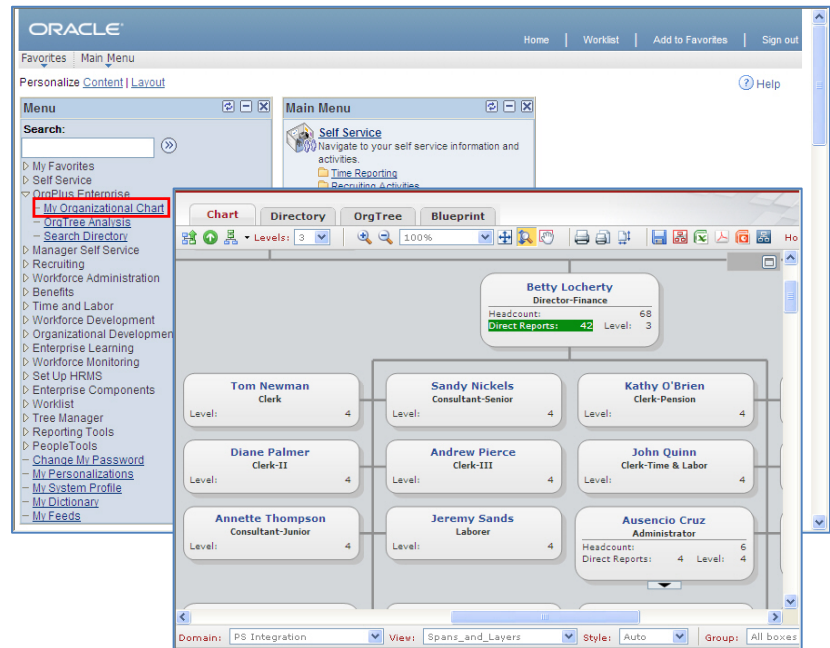 ORACLE
Home | Worklist | Add to Favorites | Sign out
Favorites Main Menu
Personalize Content | Layout
Help
Menu
Search:
My Favorites
Self Service
OrgPlus Enterprise
My Organizational Chart
OrgTree Analysis
Search Directory
Manager Self Service
Recruiting
Workforce Administration
Benefits
Time and Labor
Workforce Development
Organizational Developmen
Enterprise Learning
Workforce Monitoring
Set Up HRMS
Enterprise Components
Worklist
Tree Manager
Reporting Tools
PeopleTools
Change My Password
My Personalizations
My System Profile
My Dictionary
My Feeds
Main Menu
Self Service
Navigate to your self service information and
activities.
Time Reporting
Recruiting Activities
Chart Directory OrgTree Blueprint
Levels: 3 100% Ho
Betty Locherty
Director-Finance
Headcount: 68
Direct Reports: 42 Level: 3
Tom Newman
Clerk
Level: 4
Sandy Nickels
Consultant-Senior
Level: 4
Kathy O'Brien
Clerk-Pension
Level: 4
Diane Palmer
Clerk-II
Level: 4
Andrew Pierce
Clerk-III
Level: 4
John Quinn
Clerk-Time & Labor
Level: 4
Annette Thompson
Consultant-Junior
Level: 4
Jeremy Sands
Laborer
Level: 4
Ausencio Cruz
Administrator
Headcount: 6
Direct Reports: 4 Level: 4
Domain: PS Integration View: Spans_and_Layers Style: Auto Group: All boxes